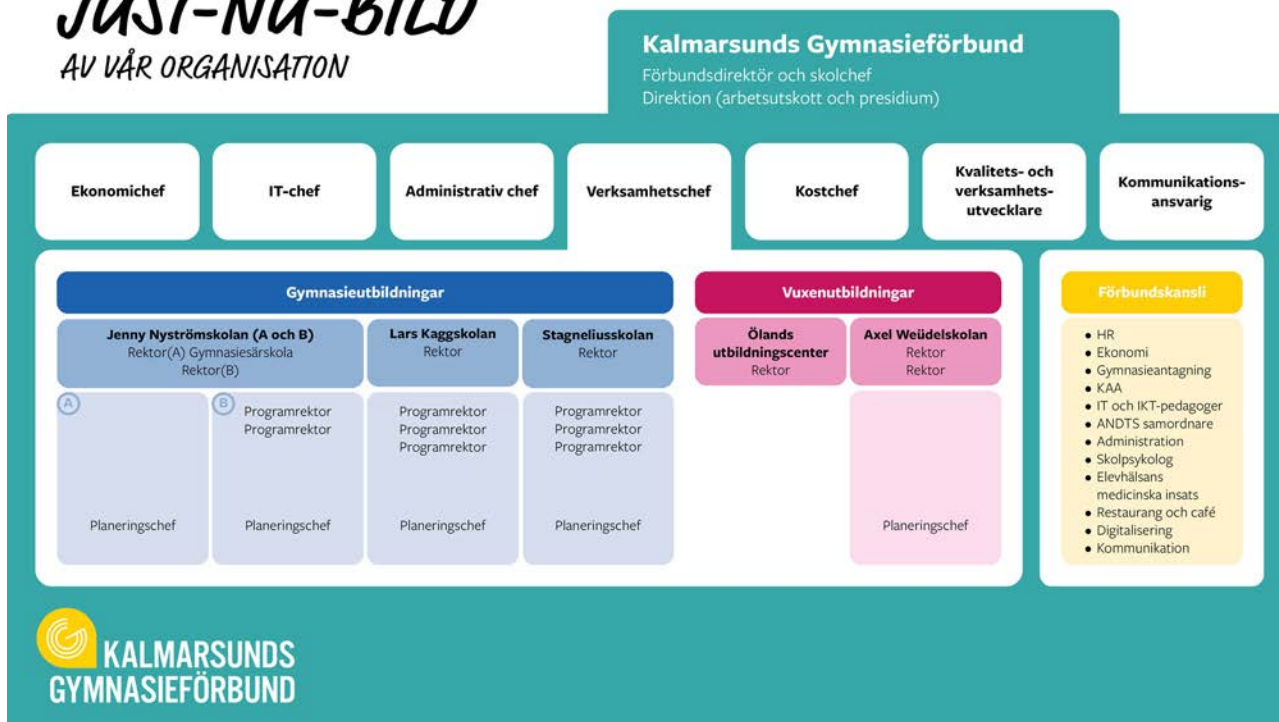 JUST-NU-BILD
AV VÅR ORGANISATION
Kalmarsunds Gymnasieförbund
Förbundsdirektör och skolchef
Direktion (arbetsutskott och presidium)
Ekonomichef
IT-chef
Administrativ chef
Verksamhetschef
Kostchef
Kvalitets- och
verksamhets-
utvecklare
Kommunikations-
ansvarig
Gymnasieutbildningar
Jenny Nyströmskolan (A och B)
Rektor(A) Gymnasiesärskola
Rektor(B)
Lars Kaggskolan
Rektor
Stagneliusskolan
Rektor
A
Planeringschef
B
Programrektor
Programrektor
Planeringschef
Programrektor
Programrektor
Programrektor
Planeringschef
Programrektor
Programrektor
Programrektor
Planeringschef
Vuxenutbildningar
Ölands
utbildningscenter
Rektor
Axel Weüdelskolan
Rektor
Rektor
Planeringschef
Förbundskansli
• HR
• Ekonomi
• Gymnasieantagning
• KAA
• IT och IKT-pedagoger
• ANDTS samordnare
• Administration
• Skolpsykolog
• Elevhälsans
medicinska insats
• Restaurang och café
• Digitalisering
• Kommunikation
KALMARSUNDS
GYMNASIEFÖRBUND